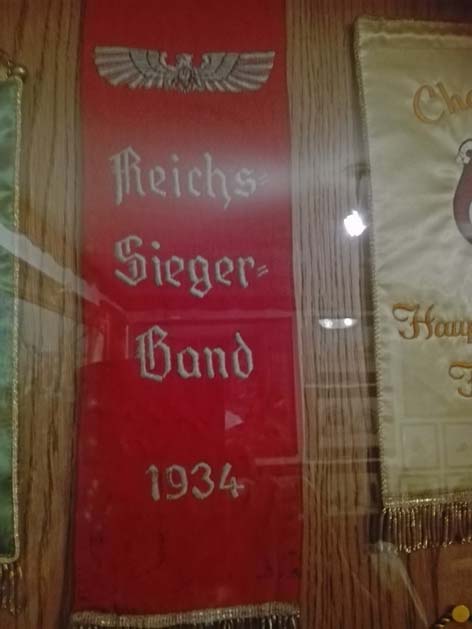 Reichs=
Sieger=
Band
1934